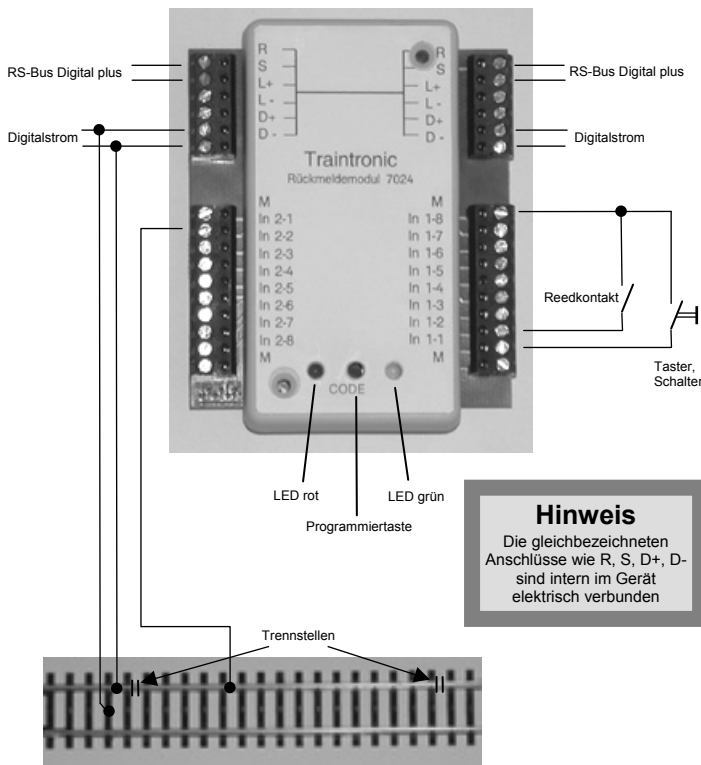 R
S
L+
L -
D+
D -
R
S
L+
L -
D+
D -
RS-Bus Digital plus
RS-Bus Digital plus
Digitalstrom
Digitalstrom
Traintronic
Rückmeldemodul 7024
M
In 2-1
In 2-2
In 2-3
In 2-4
In 2-5
In 2-6
In 2-7
In 2-8
M
M
In 1-8
In 1-7
In 1-6
In 1-5
In 1-4
In 1-3
In 1-2
In 1-1
M
CODE
Reedkontakt
Taster,
Schalter
LED rot
LED grün
Programmiertaste
Hinweis
Die gleichbezeichneten
Anschlüsse wie R, S, D+, D-
sind intern im Gerät
elektrisch verbunden
Trennstellen